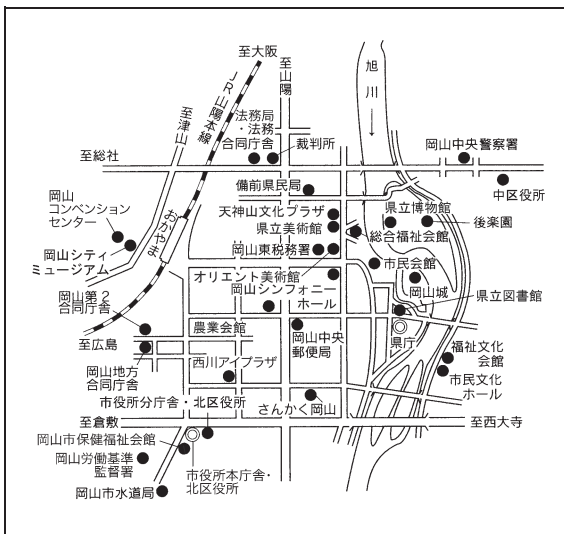 至大阪
至山陽
旭川
JR山陽本線
至津山
法務局
・法務
合同庁舎
裁判所
岡山中央警察署
至総社
中区役所
備前県民局
岡山
コンベンション
センター
天神山文化プラザ
県立美術館
県立博物館
後楽園
総合福祉会館
おかやま
岡山シティ
ミュージアム
岡山東税務署
市民会館
オリエント美術館
岡山城
岡山シンフォニー
ホール
県立図書館
岡山第2
合同庁舎
農業会館
岡山中央
郵便局
県庁
至広島
福祉文化
会館
西川アイプラザ
市民文化
ホール
岡山地方
合同庁舎
市役所分庁舎・北区役所
さんかく岡山
至倉敷
至西大寺
岡山市保健福祉会館
岡山労働基準
監督署
市役所本庁舎・
北区役所
岡山市水道局